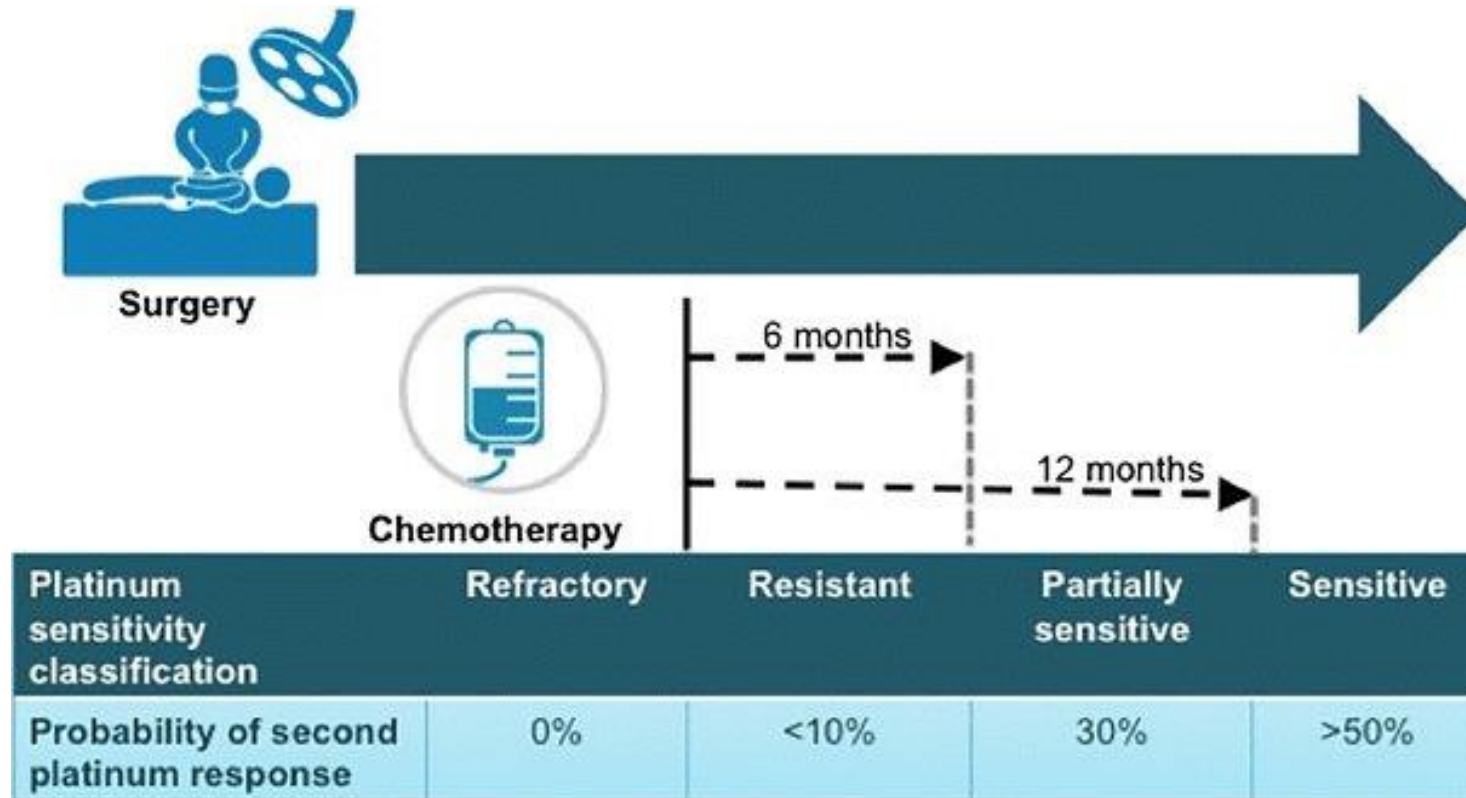 Surgery
6 months
12 months
Chemotherapy
Platinum
sensitivity
classification
Refractory
Resistant
Partially
sensitive
Sensitive
Probability of second
platinum response
0%
<10%
30%
>50%